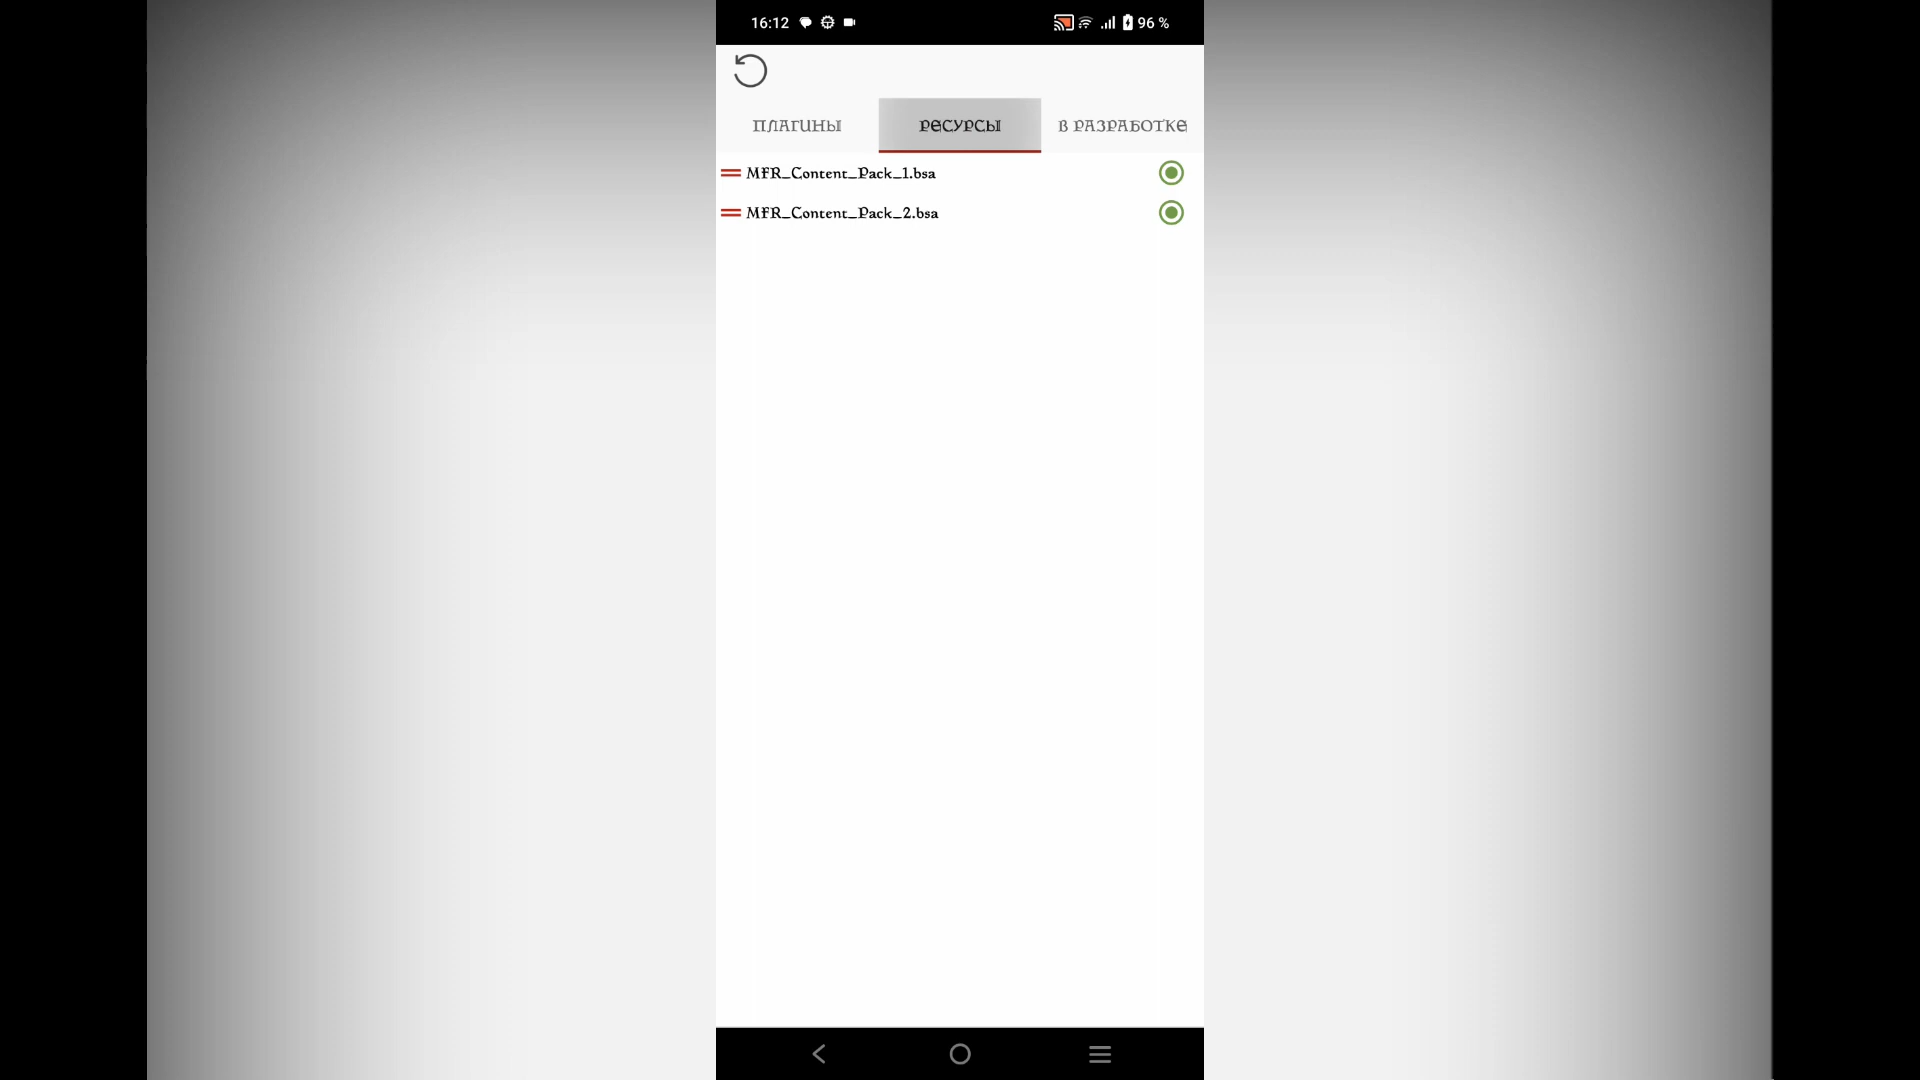 16:12 96 %
ПЛАГИНЫ РЕСУРСЫ В РАЗРАБОТКЕ
MFR_Content_Pack_1.bsa
MFR_Content_Pack_2.bsa